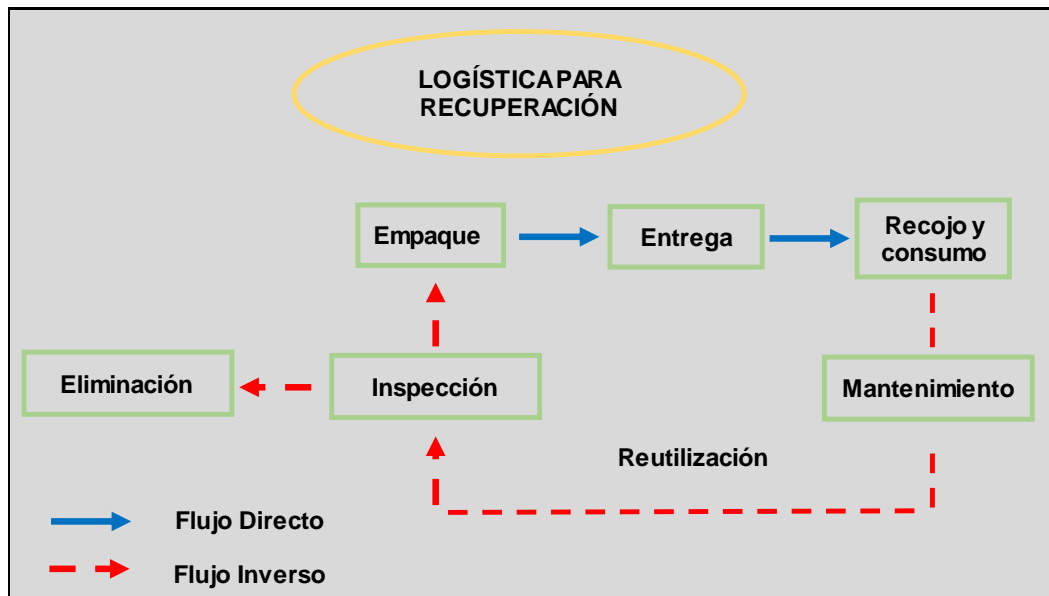 LOGÍSTICA PARA
RECUPERACIÓN
Empaque
Entrega
Recojo y
consumo
Eliminación
Inspección
Mantenimiento
Reutilización
Flujo Directo
Flujo Inverso